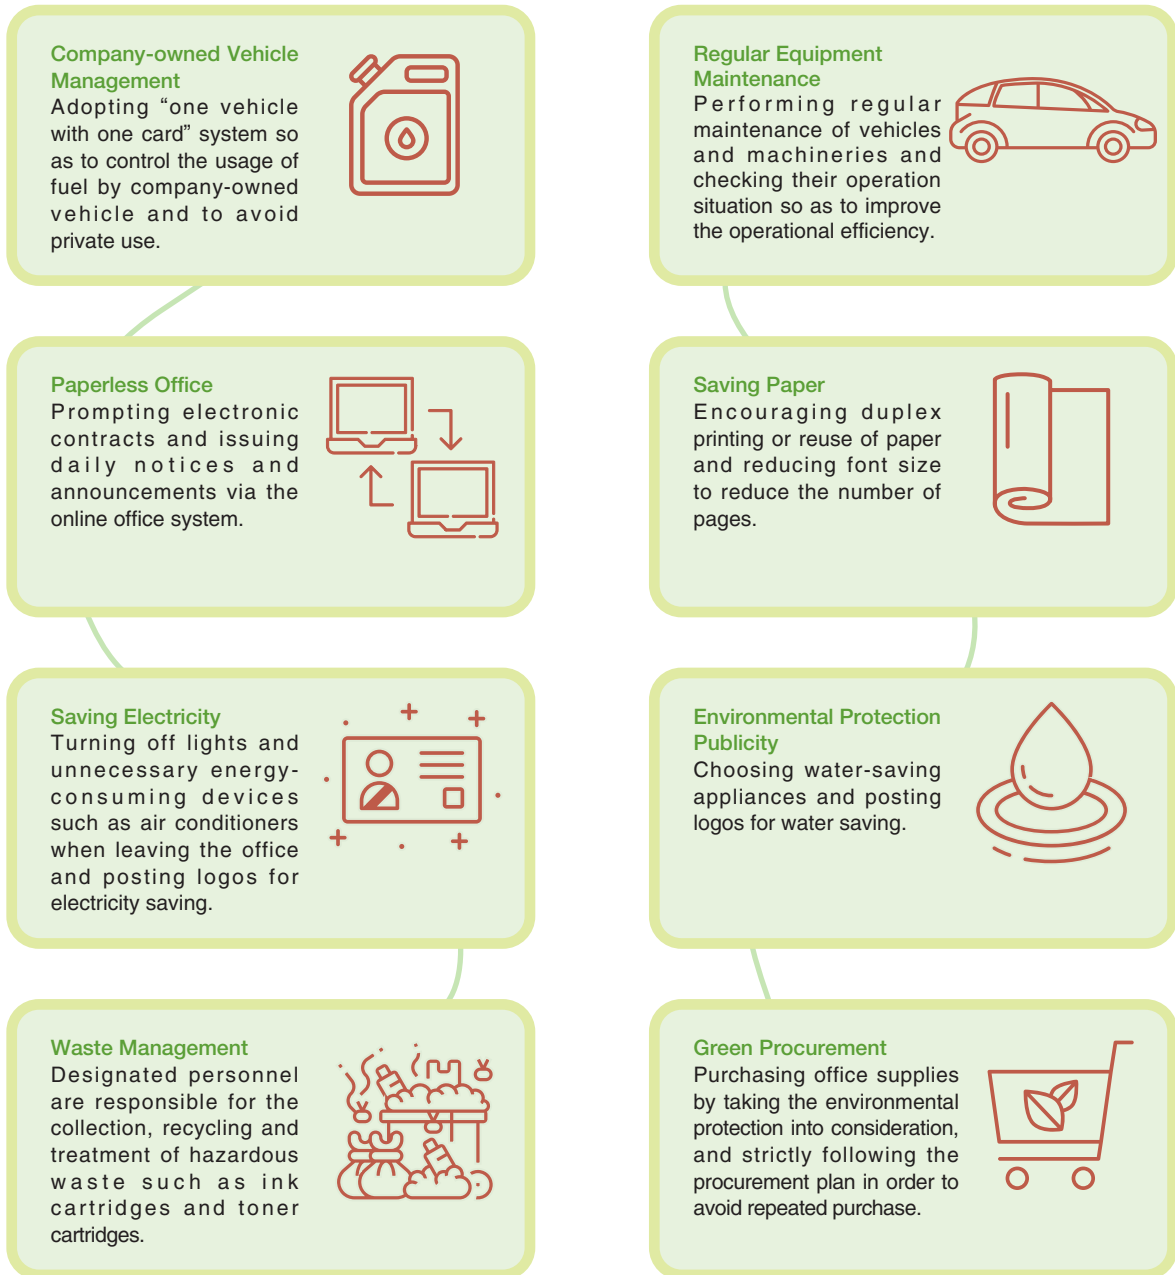 Company-owned Vehicle
Management
Adopting “one vehicle
with one card” system so
as to control the usage of
fuel by company-owned
vehicle and to avoid
private use.
Regular Equipment
Maintenance
Performing regular
maintenance of vehicles
and machineries and
checking their operation
situation so as to improve
the operational efficiency.
Paperless Office
Prompting electronic
contracts and issuing
daily notices and
announcements via the
online office system.
Saving Paper
Encouraging duplex
printing or reuse of paper
and reducing font size
to reduce the number of
pages.
Saving Electricity
Turning off lights and
unnecessary energy-
consuming devices
such as air conditioners
when leaving the office
and posting logos for
electricity saving.
Environmental Protection
Publicity
Choosing water-saving
appliances and posting
logos for water saving.
Waste Management
Designated personnel
are responsible for the
collection, recycling and
treatment of hazardous
waste such as ink
cartridges and toner
cartridges.
Green Procurement
Purchasing office supplies
by taking the environmental
protection into consideration,
and strictly following the
procurement plan in order to
avoid repeated purchase.